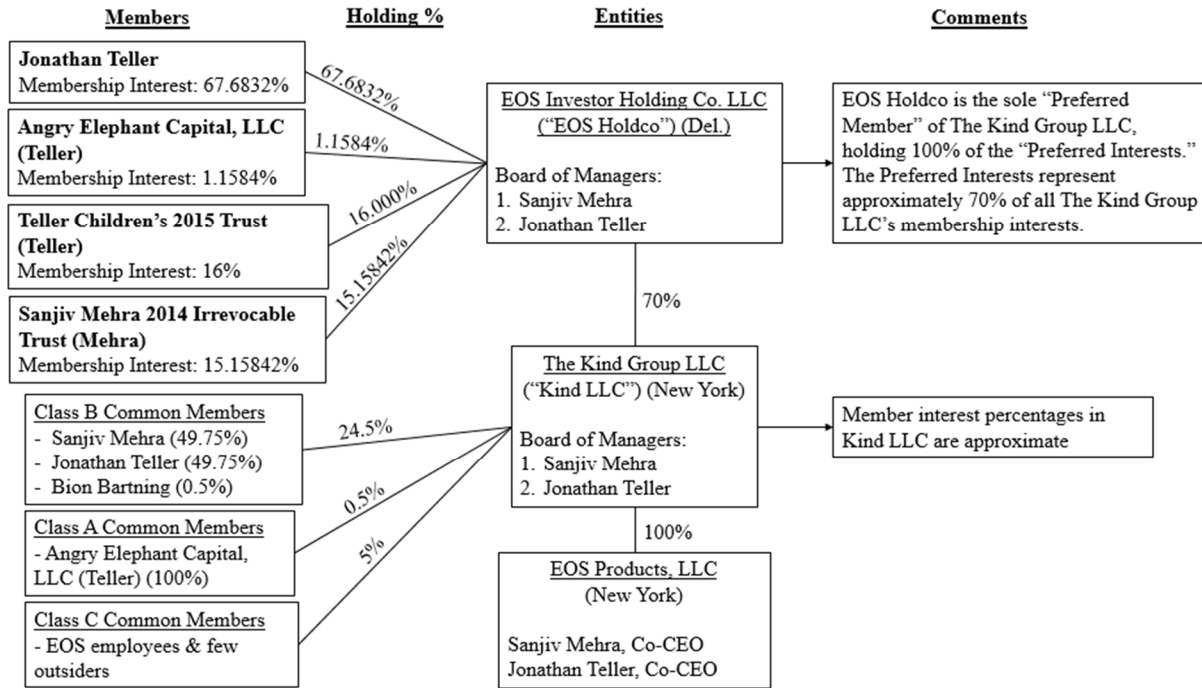 Members
Holding %
Entities
Comments
Jonathan Teller
Membership Interest: 67.6832%
Angry Elephant Capital, LLC
(Teller)
Membership Interest: 1.1584%
Teller Children’s 2015 Trust
(Teller)
Membership Interest: 16%
Sanjiv Mehra 2014 Irrevocable
Trust (Mehra)
Membership Interest: 15.15842%
67.6832%
1.1584%
16.000%
15.15842%
EOS Investor Holding Co. LLC
(“EOS Holdco”) (Del.)
Board of Managers:
1. Sanjiv Mehra
2. Jonathan Teller
EOS Holdco is the sole “Preferred
Member” of The Kind Group LLC,
holding 100% of the “Preferred Interests.”
The Preferred Interests represent
approximately 70% of all The Kind Group
LLC’s membership interests.
70%
Class B Common Members
- Sanjiv Mehra (49.75%)
- Jonathan Teller (49.75%)
- Bion Bartning (0.5%)
Class A Common Members
- Angry Elephant Capital,
LLC (Teller) (100%)
Class C Common Members
- EOS employees & few
outsiders
24.5%
0.5%
5%
The Kind Group LLC
(“Kind LLC”) (New York)
Board of Managers:
1. Sanjiv Mehra
2. Jonathan Teller
Member interest percentages in
Kind LLC are approximate
100%
EOS Products, LLC
(New York)
Sanjiv Mehra, Co-CEO
Jonathan Teller, Co-CEO